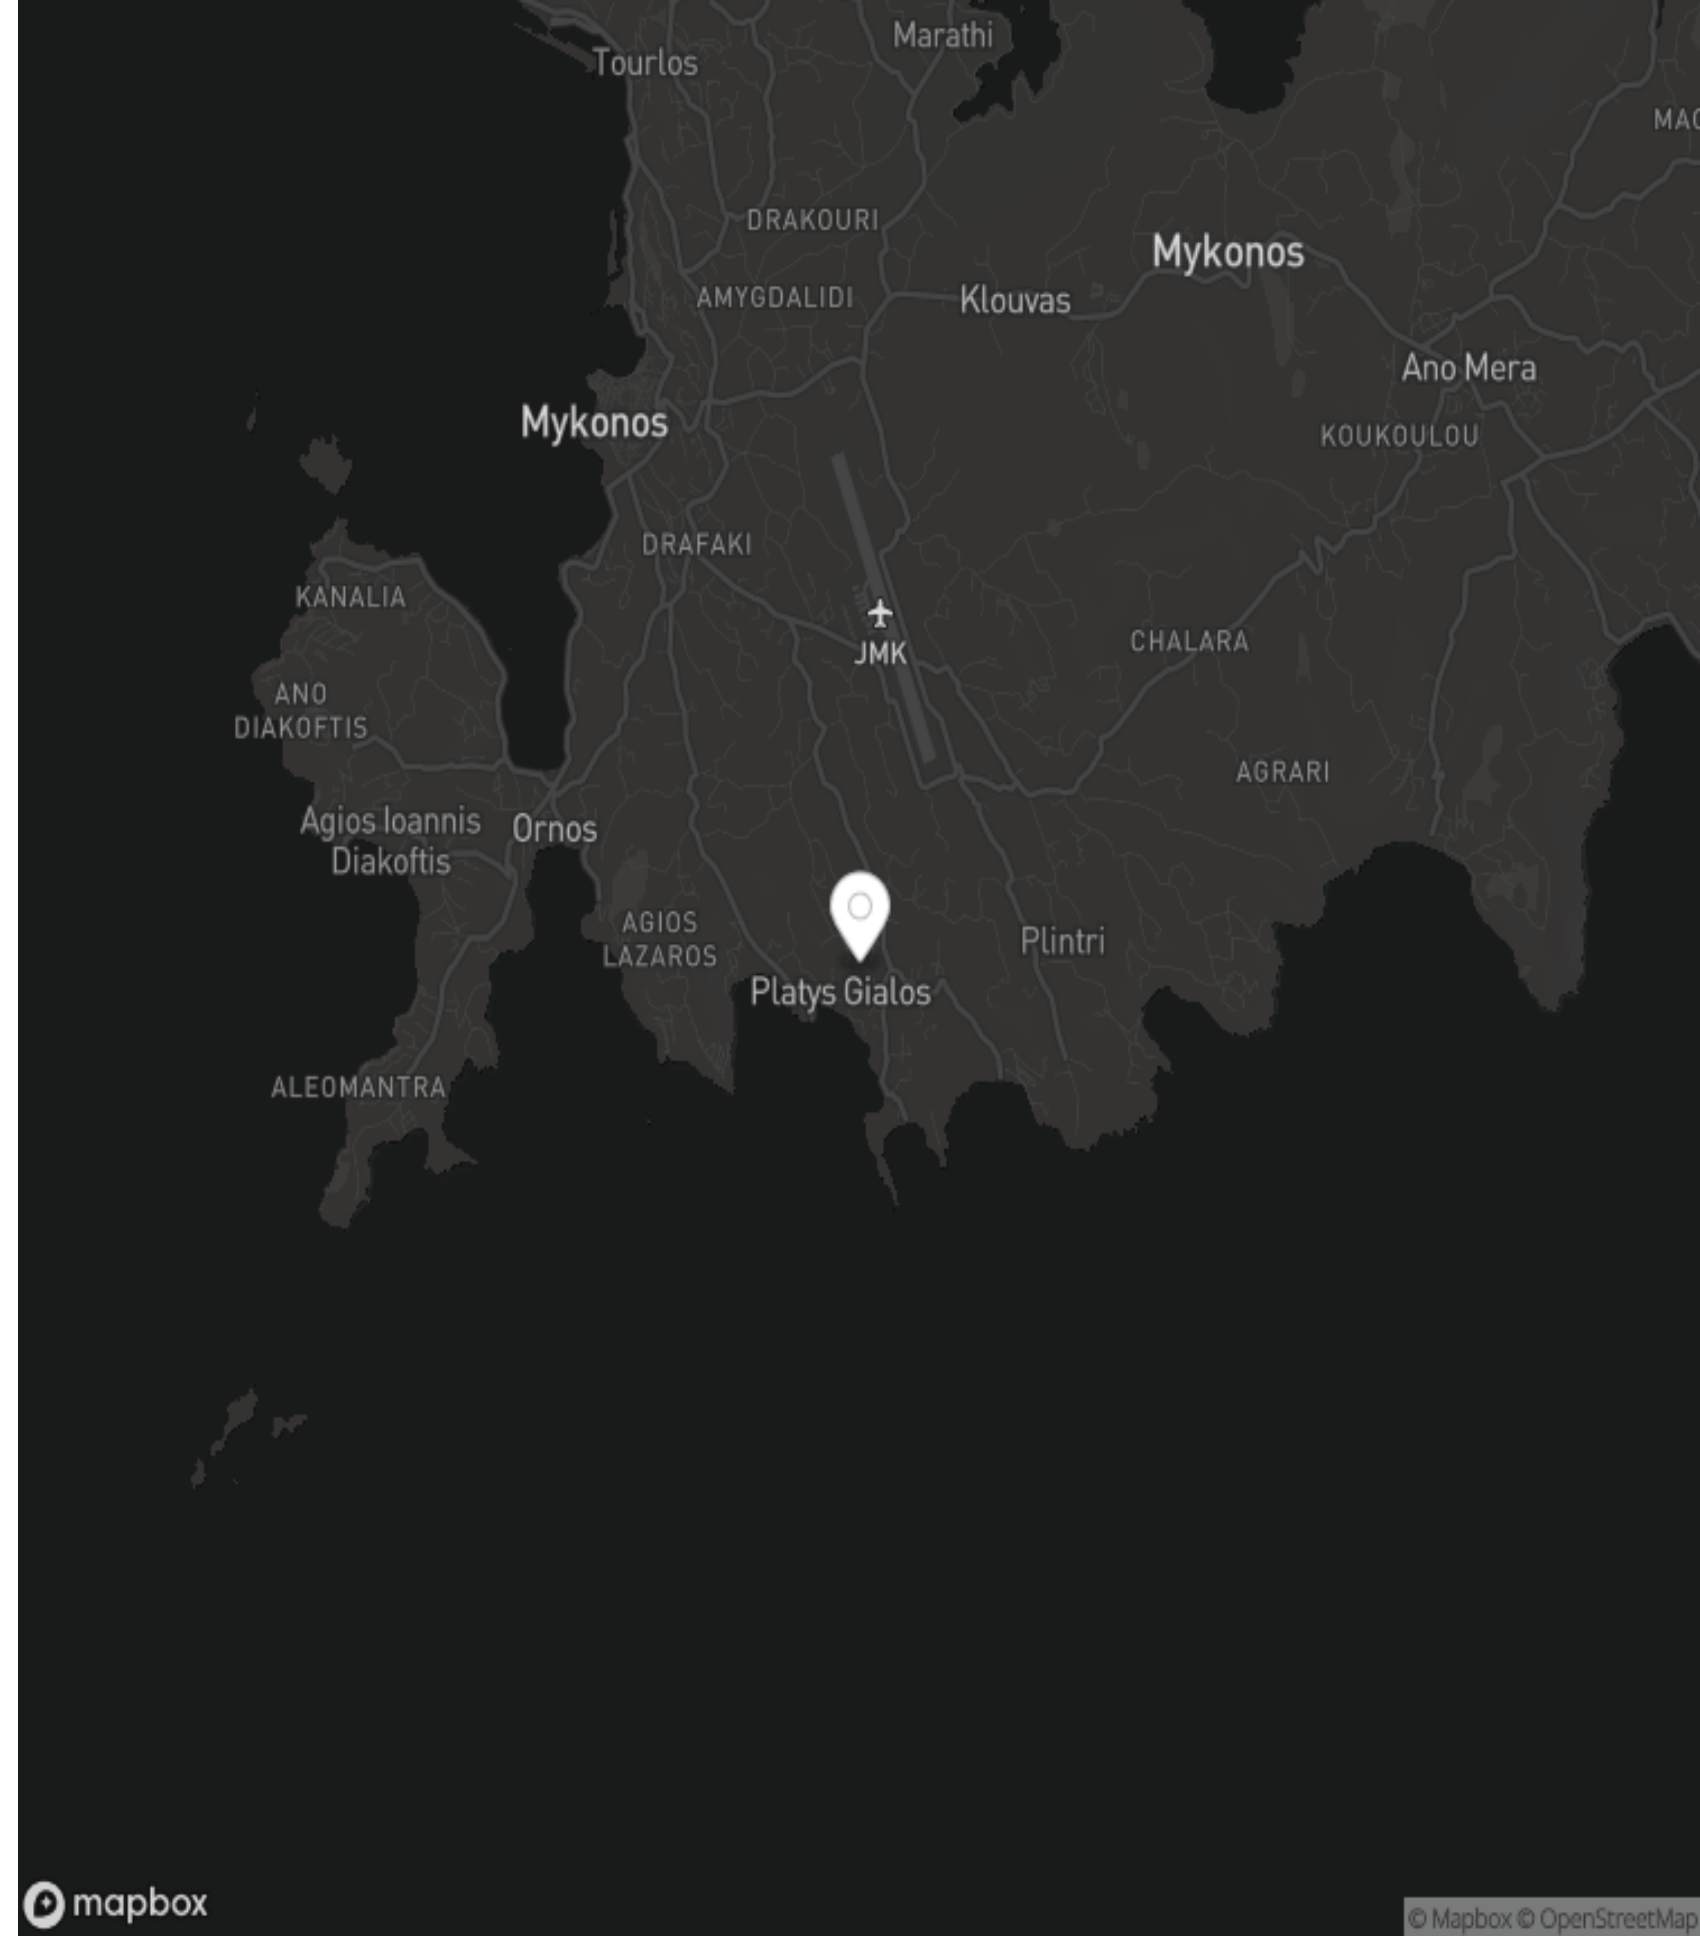 Marathi
Tourlos
MAC
DRAKOURI
Mykonos
AMYGDALIDI
Klouvas
Ano Mera
Mykonos
KOUKOULOU
DRAFAKI
KANALIA
CHALARA
JMK
ANO
DIAKOFTIS
AGRARI
Agios Ioannis
Diakoftis
Ornos
AGIOS
LAZAROS
Plintri
Platys Gialos
ALEOMANTRA
mapbox
© Mapbox © OpenStreetMap